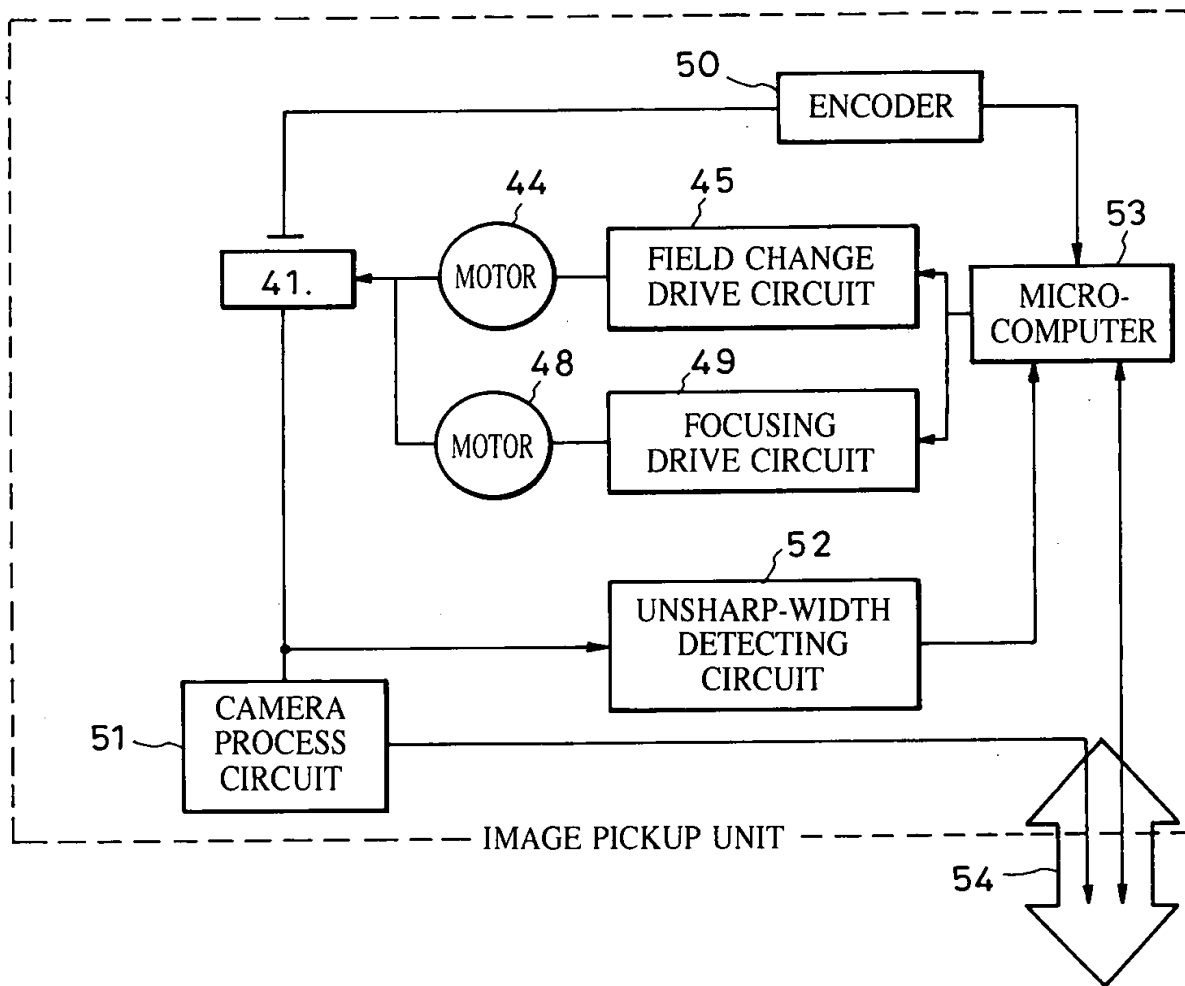 50
ENCODER
44
45
53
41.
MOTOR
FIELD CHANGE
DRIVE CIRCUIT
MICRO-
COMPUTER
48
49
MOTOR
FOCUSING
DRIVE CIRCUIT
52
UNSHARP-WIDTH
DETECTING
CIRCUIT
51
CAMERA
PROCESS
CIRCUIT
IMAGE PICKUP UNIT
54